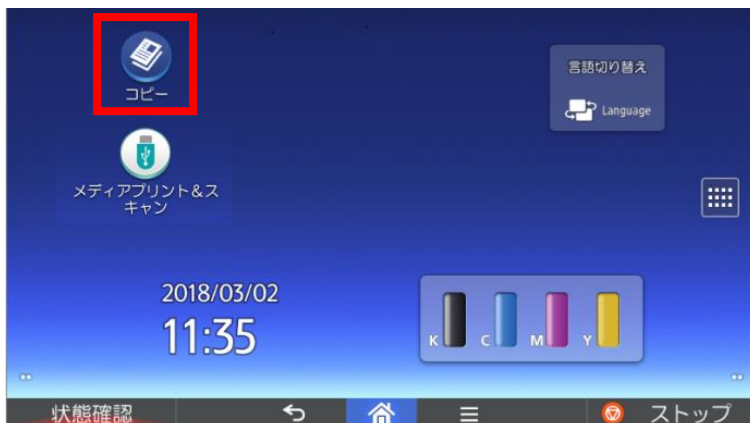 コピー
言語切り替え
Language
メディアプリント&ス
キャン
2018/03/02
11:35
K C M Y
状態確認
ストップ